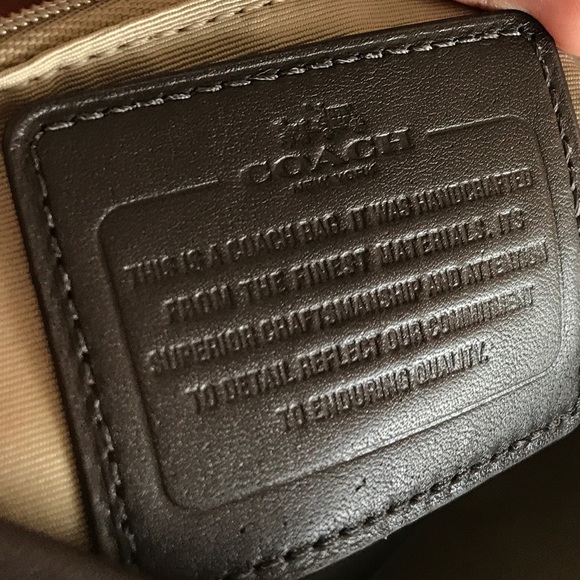 COACH
NEW YORK
THIS IS A COACH BAG. IT WAS HANDCRAFTED
FROM THE FINEST MATERIALS. ITS
SUPERIOR CRAFTSMANSHIP AND ATTENTION
TO DETAIL REFLECT OUR COMMITMENT
TO ENDURING QUALITY.